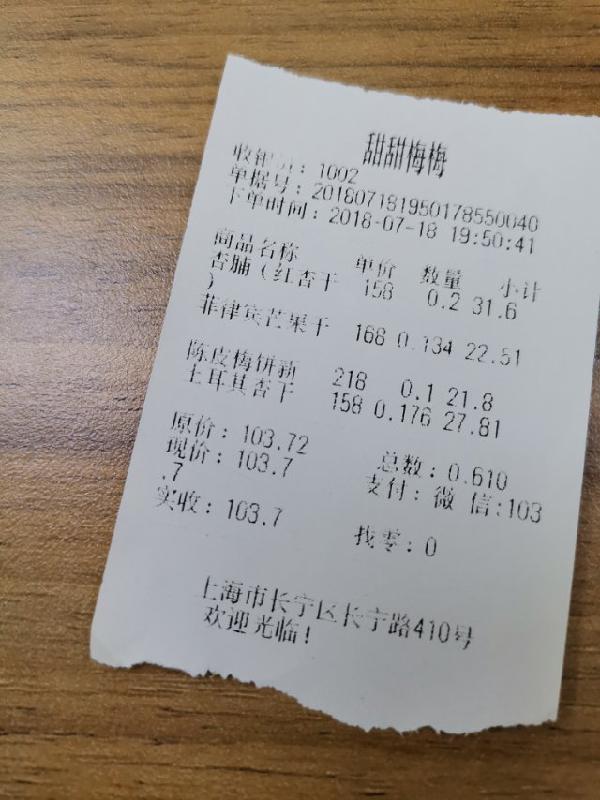 甜甜梅梅
收银员：1002
单据号：201807181950178550040
下单时间：2018-07-18 19:50:41
商品名称 单价 数量 小计
杏脯（红杏干 158 0.2 31.6
）
菲律宾芒果干 168 0.134 22.51
陈皮梅饼新 218 0.1 21.8
土耳其杏干 158 0.176 27.81
原价：103.72 总数：0.610
现价：103.7 支付：微 信:103
.7
实收：103.7 找零：0
上海市长宁区长宁路410号
欢迎光临！